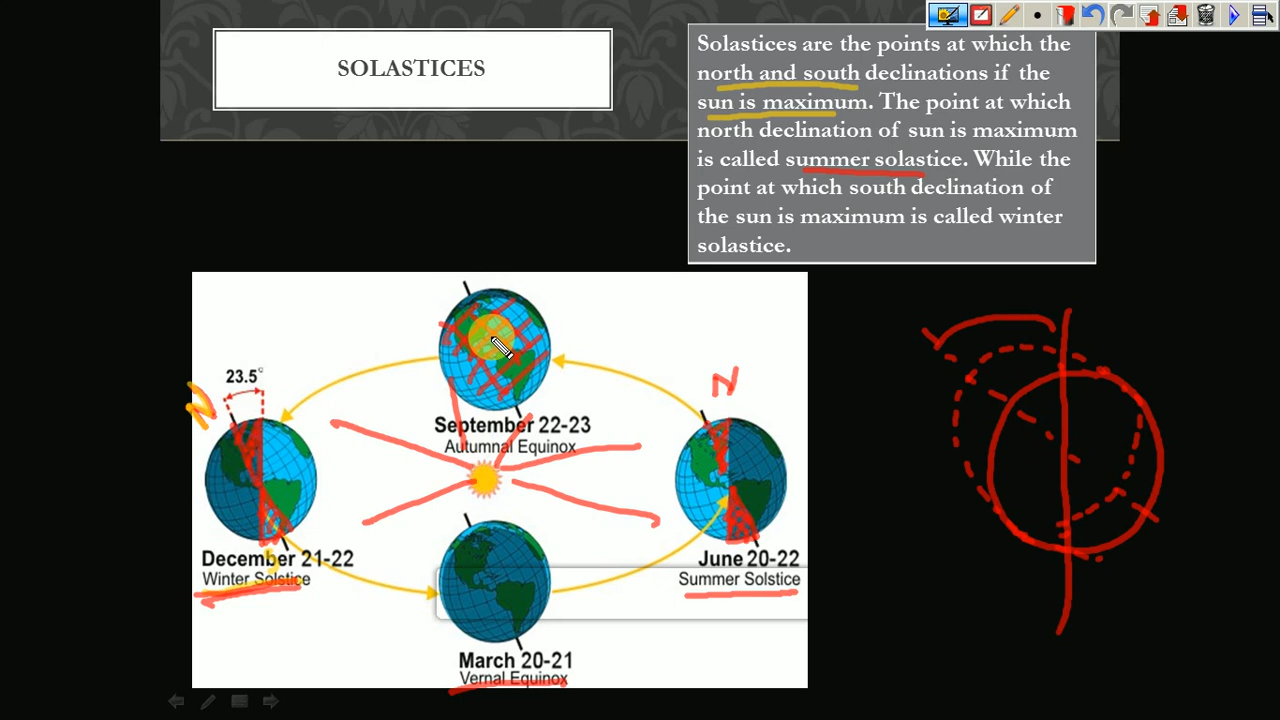 SOLASTICES
Solastices are the points at which the
north and south declinations if the
sun is maximum. The point at which
north declination of sun is maximum
is called summer solastice. While the
point at which south declination of
the sun is maximum is called winter
solastice.
23.5°
N
N
September 22-23
Autumnal Equinox
December 21-22
Winter Solstice
June 20-22
Summer Solstice
March 20-21
Vernal Equinox